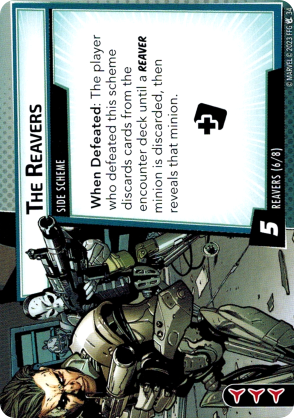 THE REAVERS
SIDE SCHEME
When Defeated: The player
who defeated this scheme
discards cards from the
encounter deck until a REAVER
minion is discarded, then
reveals that minion.
5
REAVERS (6/8)
© MARVEL © 2023 FFG 34